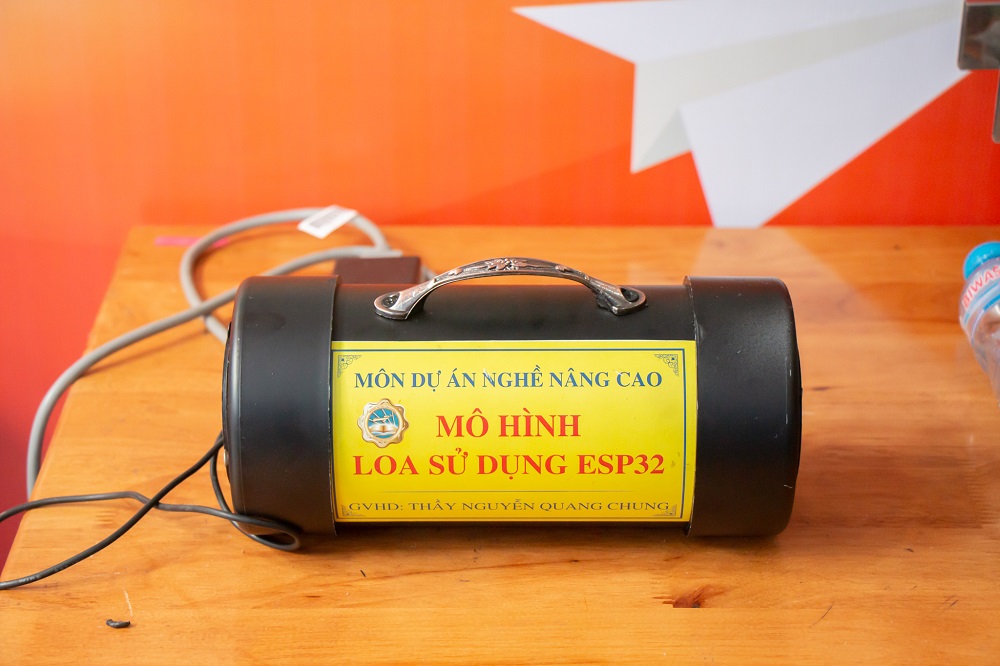 MÔN DỰ ÁN NGHỀ NÂNG CAO
MÔ HÌNH
LOA SỬ DỤNG ESP32
GVHD: THẦY NGUYỄN QUANG CHUNG